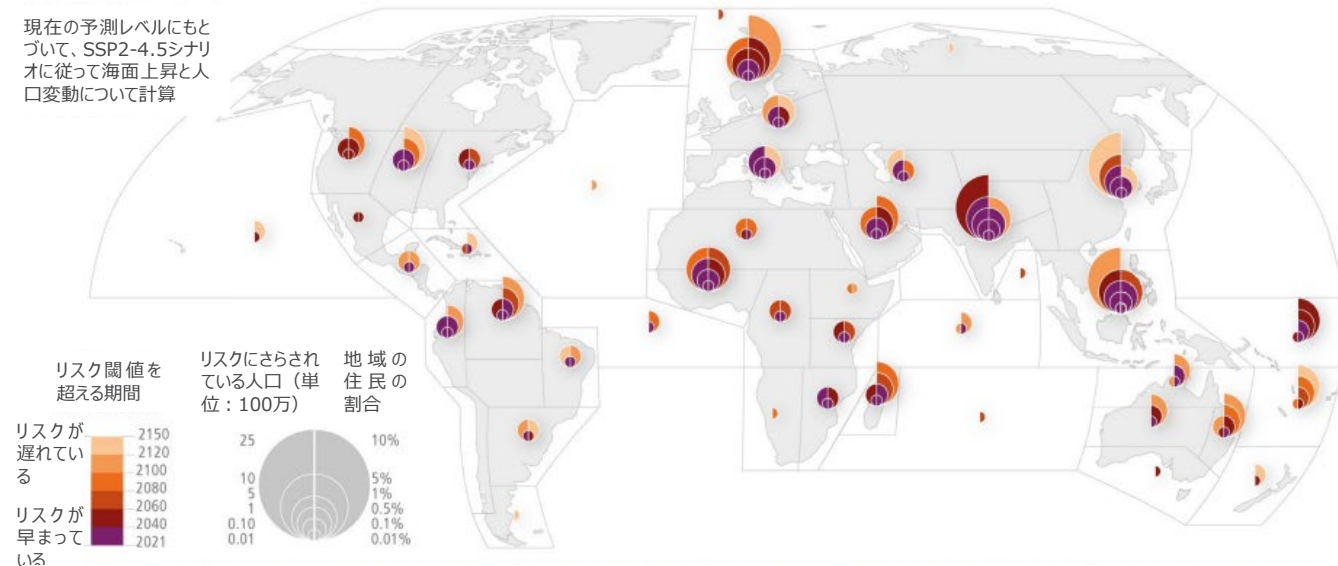 現在の予測レベルにもと
づいて、SSP2-4.5シナリ
オに従って海面上昇と人
口変動について計算
リスク閾値を
超える期間
リスクが
遅れてい
る
リスクが
早まって
いる
2150
2120
2100
2080
2060
2040
2021
リスクにさらされ
ている人口（単
位：100万）
地域の
住民の
割合
25
10
5
1
0.10
0.01
10%
5%
1%
0.5%
0.1%
0.01%